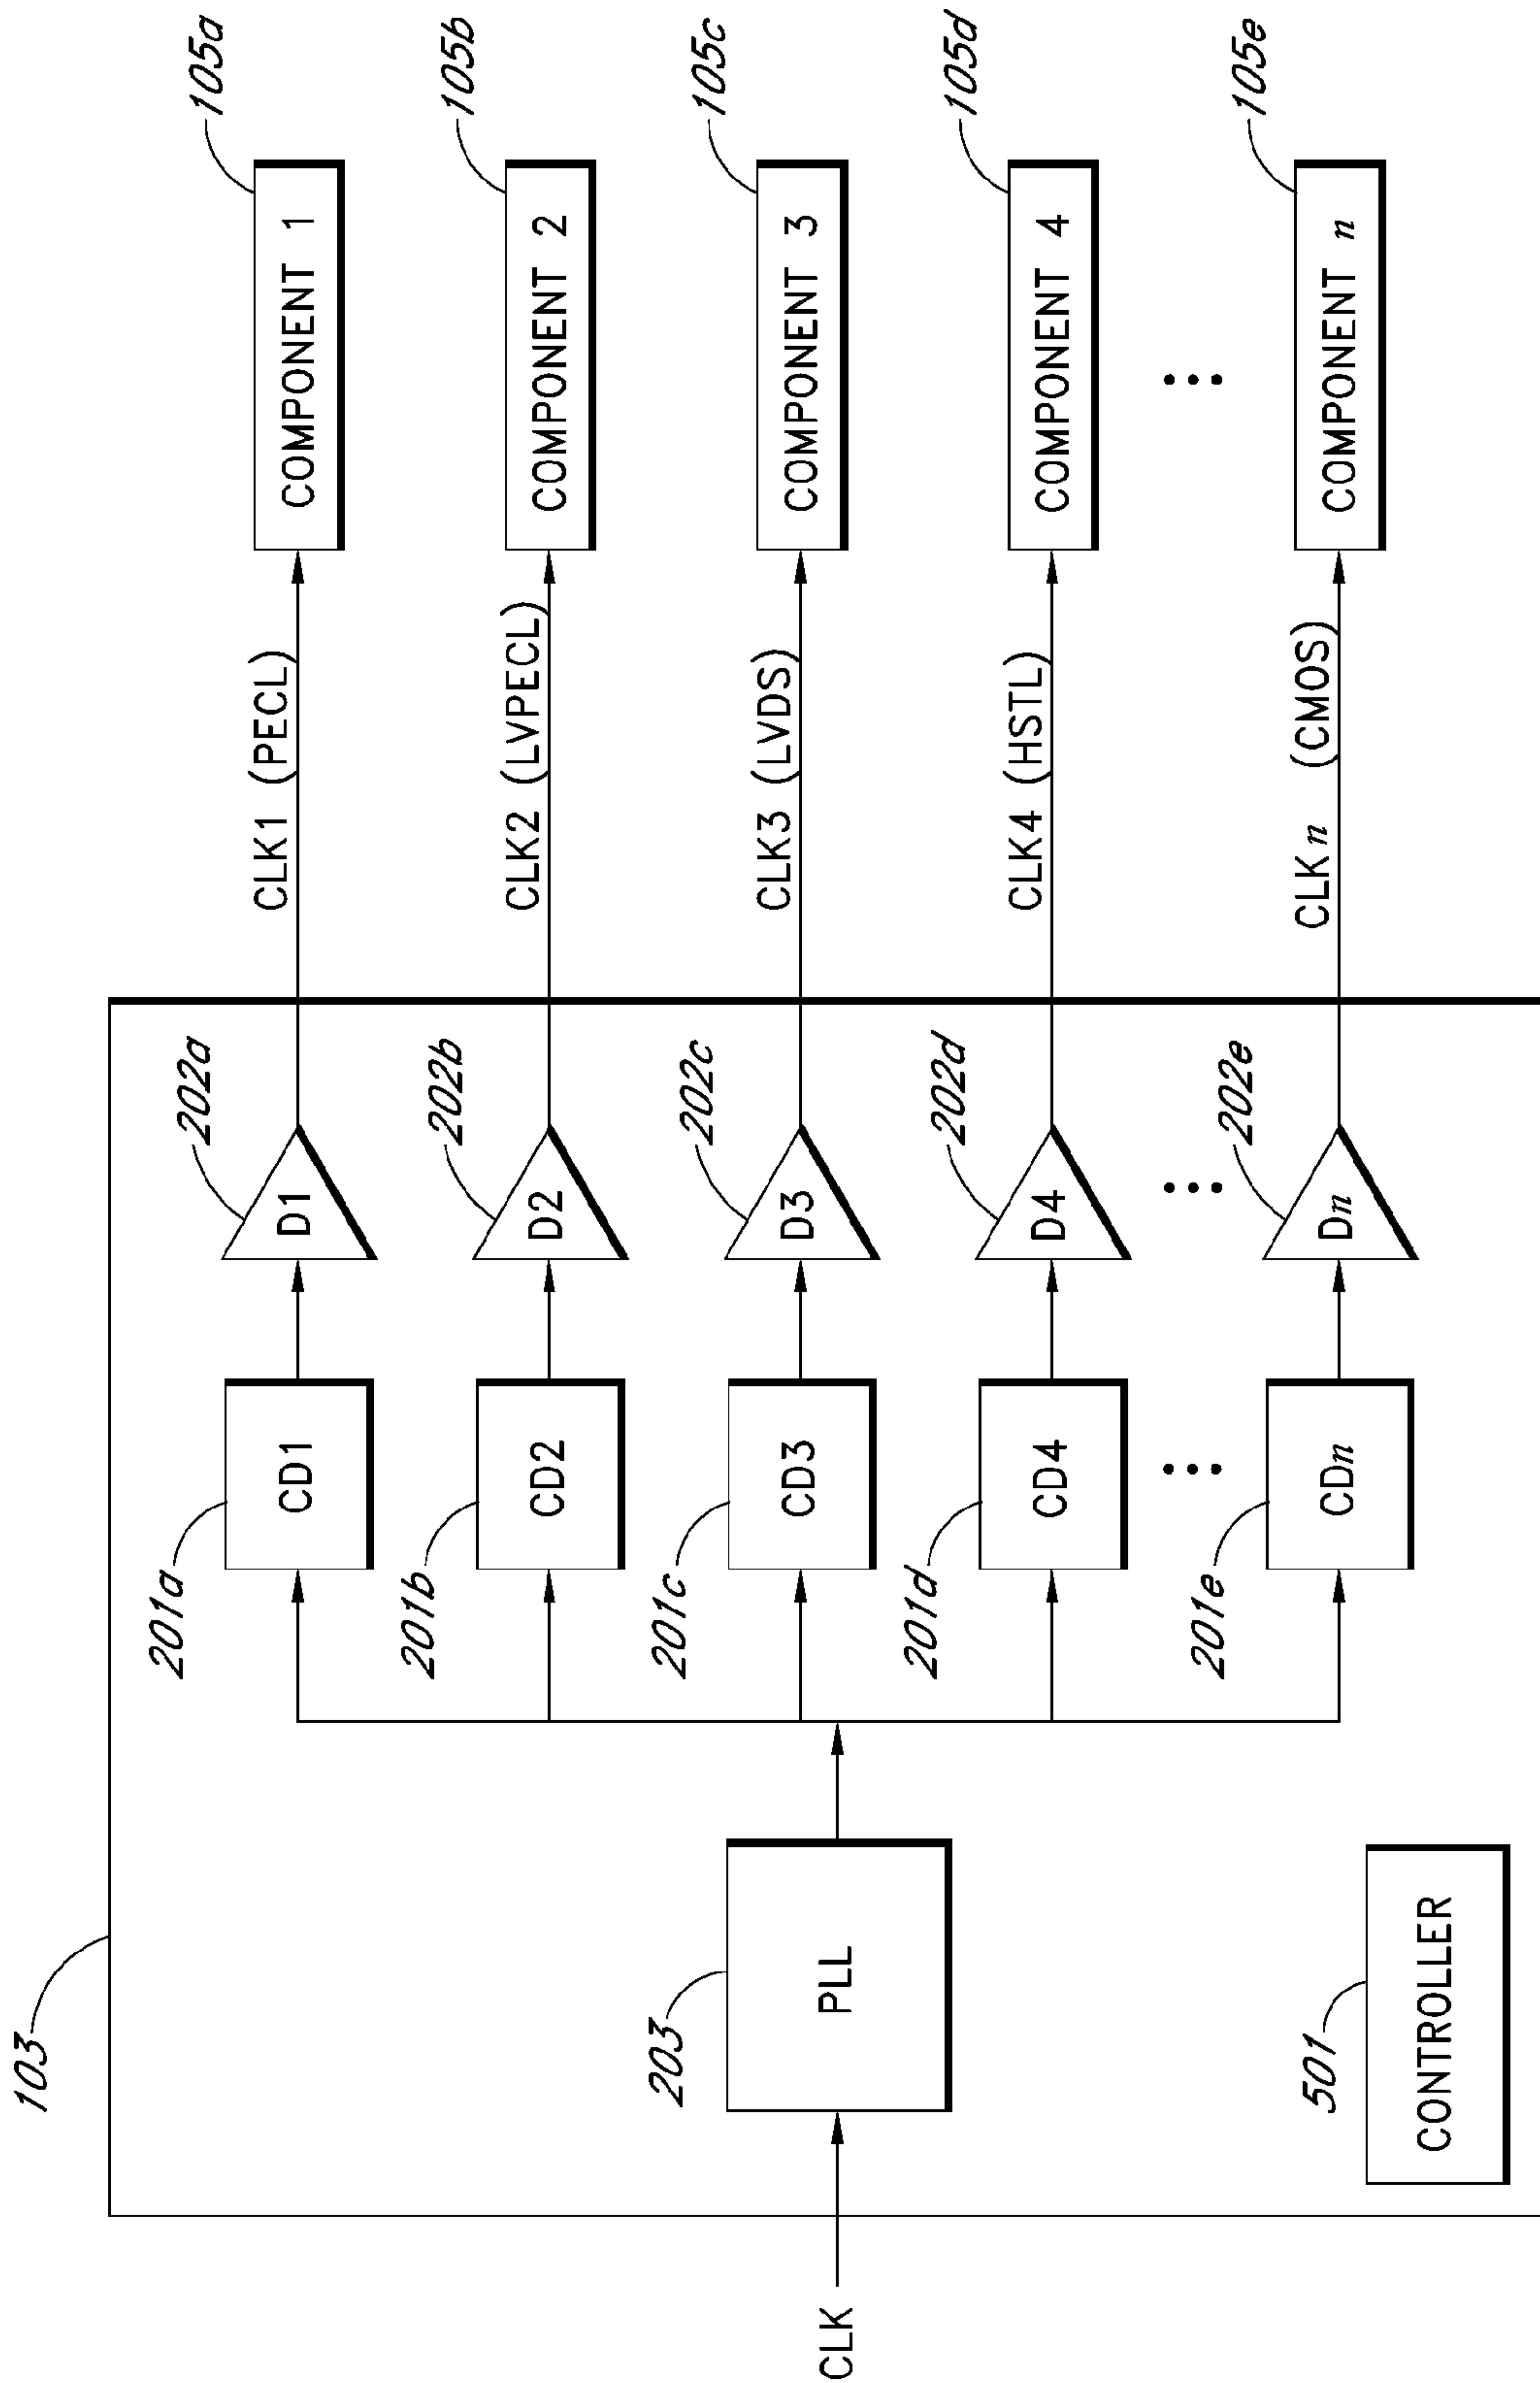 103
CLK
203
PLL
501
CONTROLLER
201a
CD1
202a
D1
CLK1 (PECL)
105a
COMPONENT 1
201b
CD2
202b
D2
CLK2 (LVPECL)
105b
COMPONENT 2
201c
CD3
202c
D3
CLK3 (LVDS)
105c
COMPONENT 3
201d
CD4
202d
D4
CLK4 (HSTL)
105d
COMPONENT 4
201e
CDn
202e
Dn
CLKn (CMOS)
105e
COMPONENT n